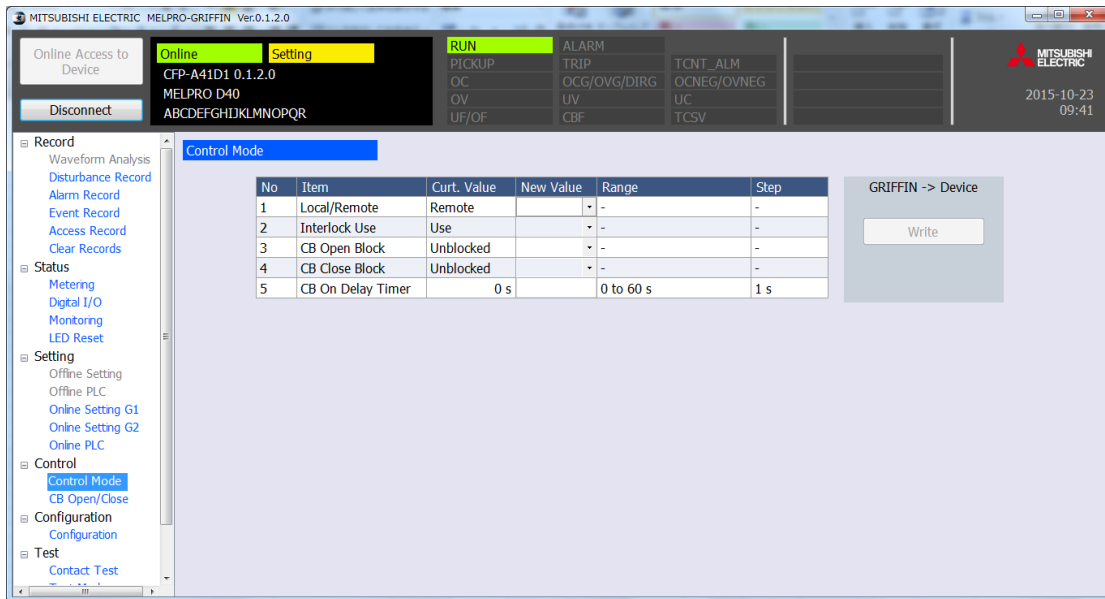 MITSUBISHI ELECTRIC MELPRO-GRIFFIN Ver.0.1.2.0
Online Access to Device
Disconnect
Online Setting
CFP-A41D1 0.1.2.0
MELPRO D40
ABCDEFGHIJKLMNOPQR
RUN ALARM
PICKUP TRIP TCNT_ALM
OC OCG/OVG/DIRG OCNEG/OVNEG
OV UV UC
UF/OF CBF TCSV
MITSUBISHI
ELECTRIC
2015-10-23
09:41
Record
Waveform Analysis
Disturbance Record
Alarm Record
Event Record
Access Record
Clear Records
Status
Metering
Digital I/O
Monitoring
LED Reset
Setting
Offline Setting
Offline PLC
Online Setting G1
Online Setting G2
Online PLC
Control
Control Mode
CB Open/Close
Configuration
Configuration
Test
Contact Test
Control Mode
No Item Curt. Value New Value Range Step
1 Local/Remote Remote - -
2 Interlock Use Use - -
3 CB Open Block Unblocked - -
4 CB Close Block Unblocked - -
5 CB On Delay Timer 0 s 0 to 60 s 1 s
GRIFFIN -> Device
Write